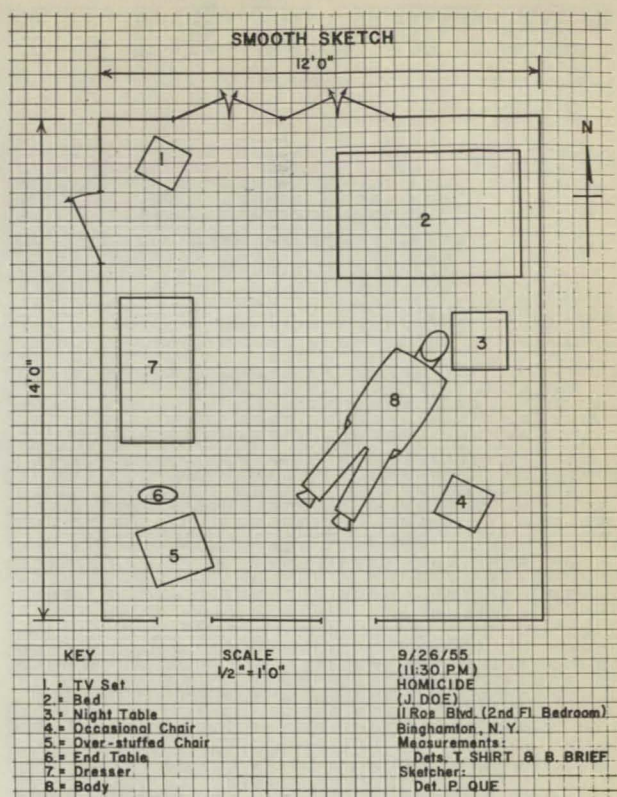 SMOOTH SKETCH
12'0"
N
1
2
14'0"
3
7
8
6
4
5
KEY
1. = TV Set
2. = Bed
3. = Night Table
4. = Occasional Chair
5. = Over-stuffed Chair
6. = End Table
7. = Dresser
8. = Body
SCALE
1/2" = 1'0"
9/26/55
(11:30 PM)
HOMICIDE
(J. DOE)
11 Roe Blvd. (2nd Fl. Bedroom)
Binghamton, N. Y.
Measurements:
Dets. T. SHIRT & B. BRIEF
Sketcher:
Det. P. QUE